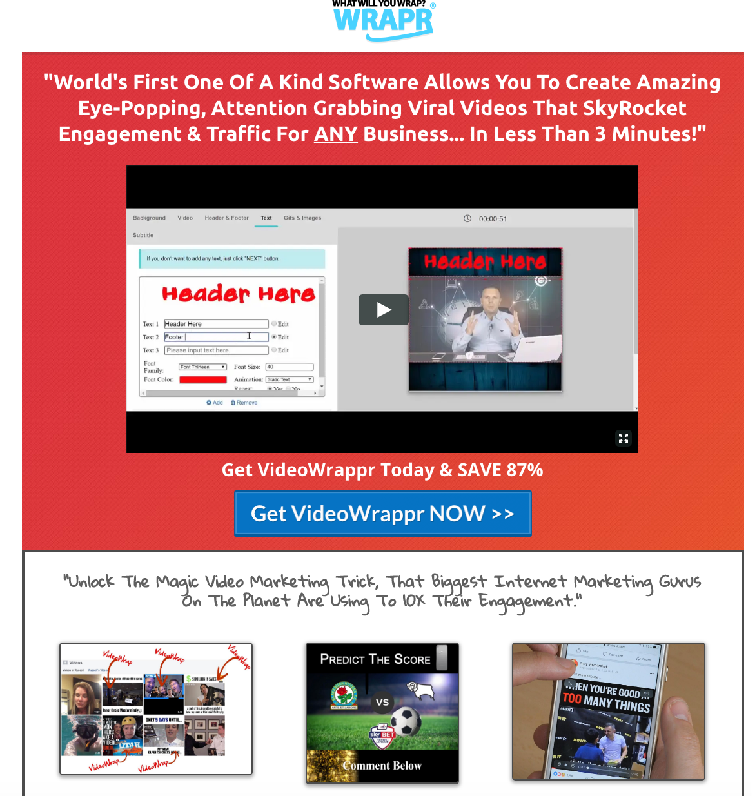 WHAT WILL YOU WRAP?
WRAPR®
"World's First One Of A Kind Software Allows You To Create Amazing
Eye-Popping, Attention Grabbing Viral Videos That SkyRocket
Engagement & Traffic For ANY Business... In Less Than 3 Minutes!"
Background Video Header & Footer Text Gifs & Images
Subtitle
00:00:51
If you don't want to add any text, just click "NEXT" button.
Header Here
Text 1 Header Here Edit
Text 2 Footer Edit
Text 3 Please input text here Edit
Font
Family: Font Size: 40
Font Color: Animation:
Add Remove
Header Here
Get VideoWrappr Today & SAVE 87%
Get VideoWrappr NOW >>
"Unlock The Magic Video Marketing Trick, That Biggest Internet Marketing Gurus
On The Planet Are Using To 10X Their Engagement."
VideoWrap
VideoWrap
VideoWrap
VideoWrap
VideoWrap
PREDICT THE SCORE
VS
SKY BET
Comment Below
WHEN YOU'RE GOOD
TOO MANY THINGS